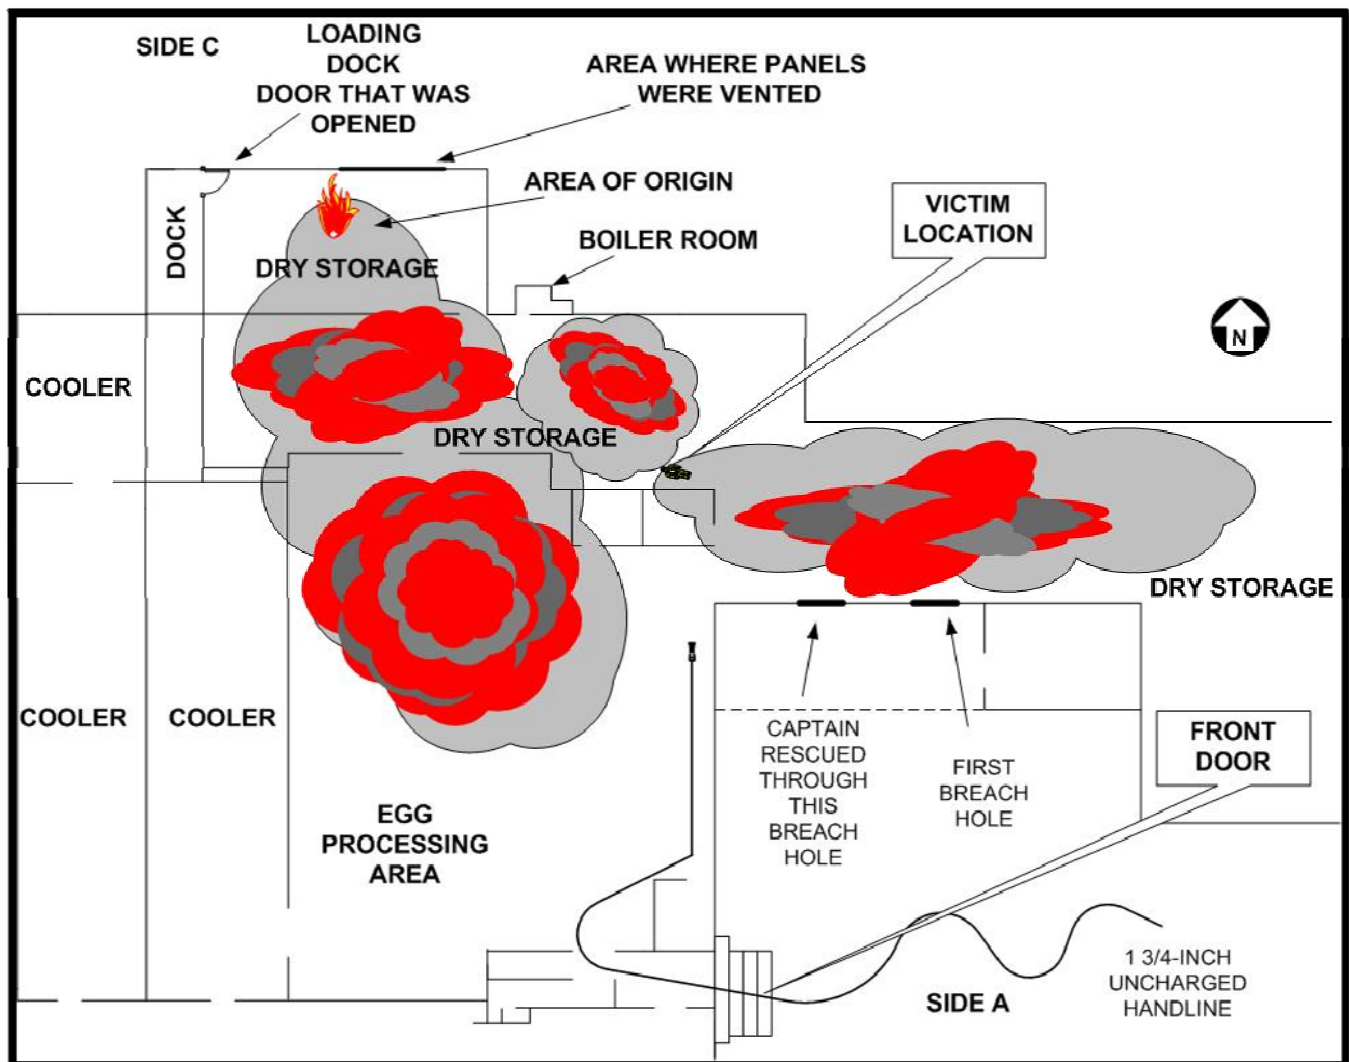 SIDE C
LOADING
DOCK
DOOR THAT WAS
OPENED
AREA WHERE PANELS
WERE VENTED
AREA OF ORIGIN
VICTIM
LOCATION
DOCK
BOILER ROOM
DRY STORAGE
N
COOLER
DRY STORAGE
DRY STORAGE
COOLER
COOLER
CAPTAIN
RESCUED
THROUGH
THIS
BREACH
HOLE
FIRST
BREACH
HOLE
FRONT
DOOR
EGG
PROCESSING
AREA
SIDE A
1 3/4-INCH
UNCHARGED
HANDLINE